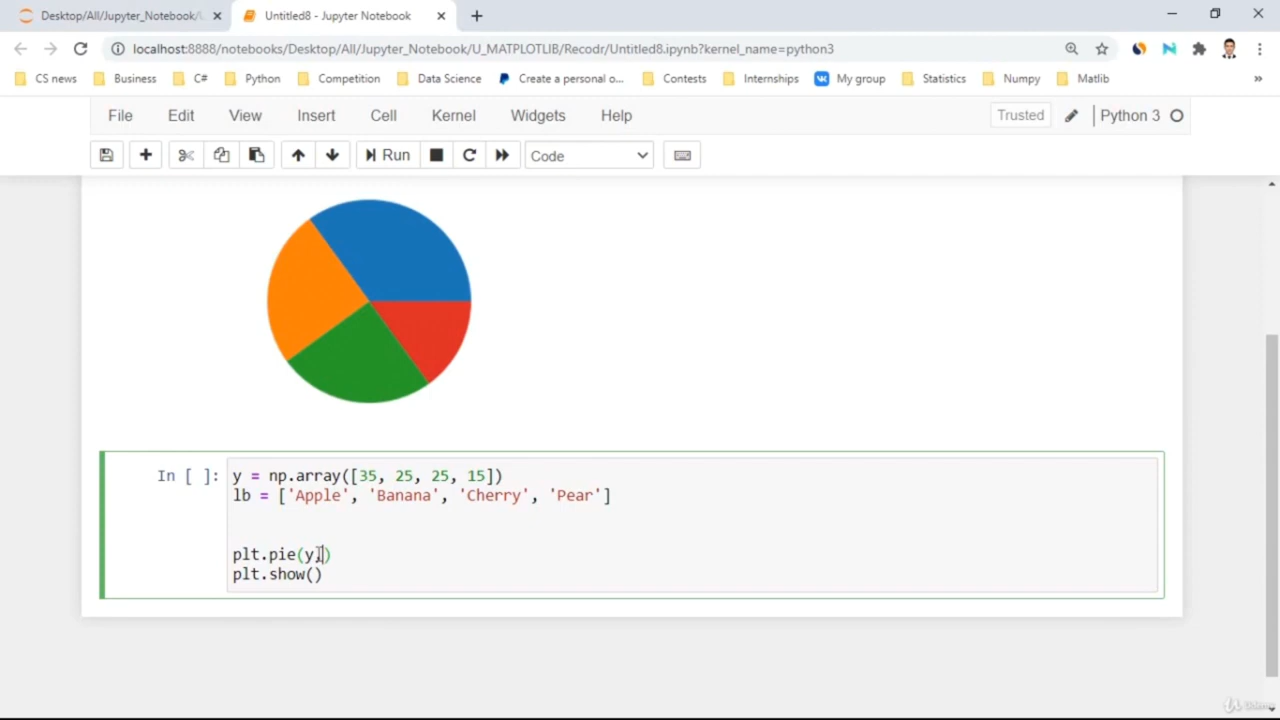 Desktop/All/Jupyter_Notebook/
Untitled8 - Jupyter Notebook
localhost:8888/notebooks/Desktop/All/Jupyter_Notebook/U_MATPLOTLIB/Recodr/Untitled8.ipynb?kernel_name=python3
CS news Business C# Python Competition Data Science Create a personal o... Contests Internships My group Statistics Numpy Matlib »
File Edit View Insert Cell Kernel Widgets Help Trusted Python 3
Run Code
In [ ]: y = np.array([35, 25, 25, 15])
lb = ['Apple', 'Banana', 'Cherry', 'Pear']
plt.pie(y,)
plt.show()